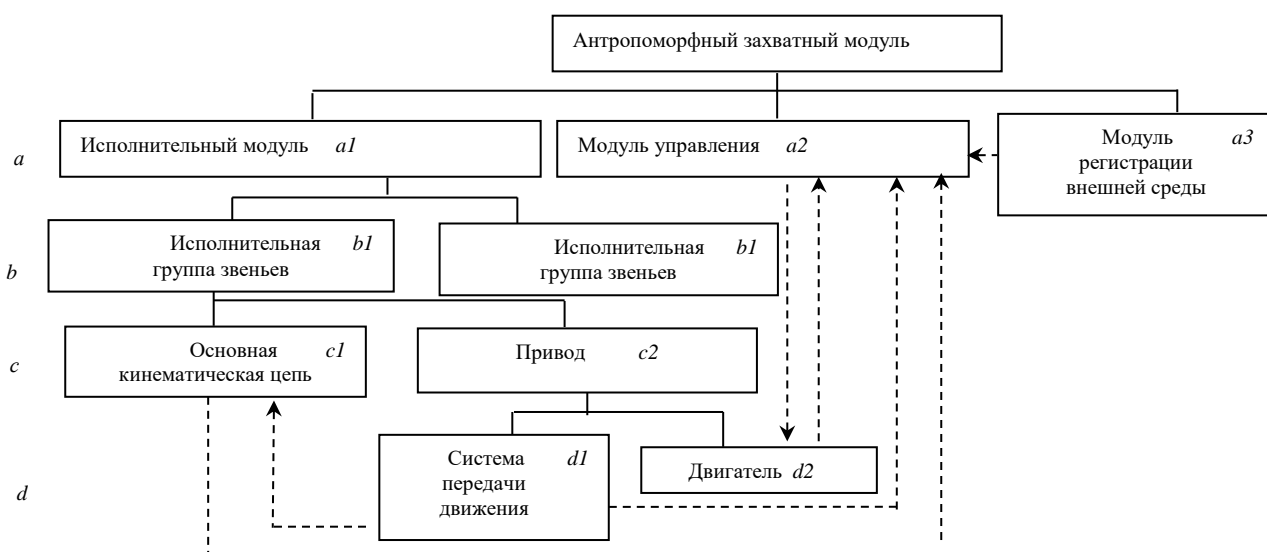 Антропоморфный захватный модуль
a
Исполнительный модуль a1
Модуль управления a2
Модуль a3
регистрации
внешней среды
b
Исполнительная b1
группа звеньев
Исполнительная b1
группа звеньев
c
Основная c1
кинематическая цепь
Привод c2
d
Система d1
передачи
движения
Двигатель d2